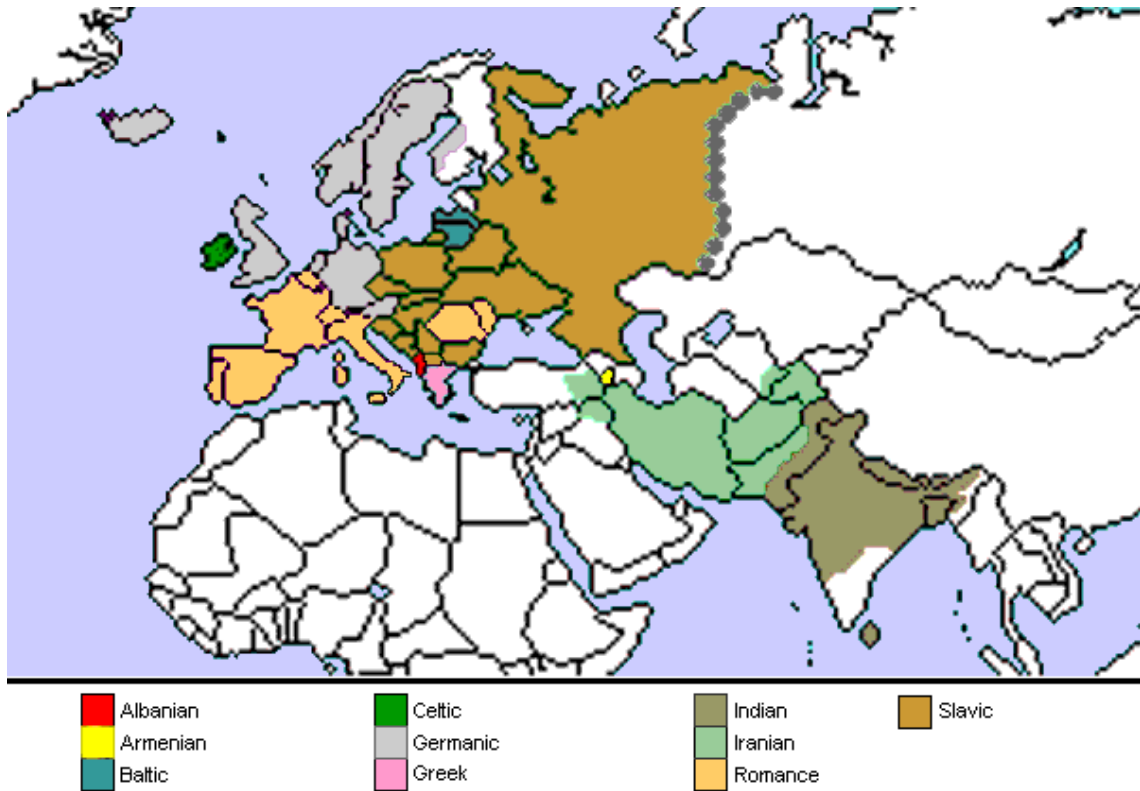 Albanian
Armenian
Baltic
Celtic
Germanic
Greek
Indian
Iranian
Romance
Slavic